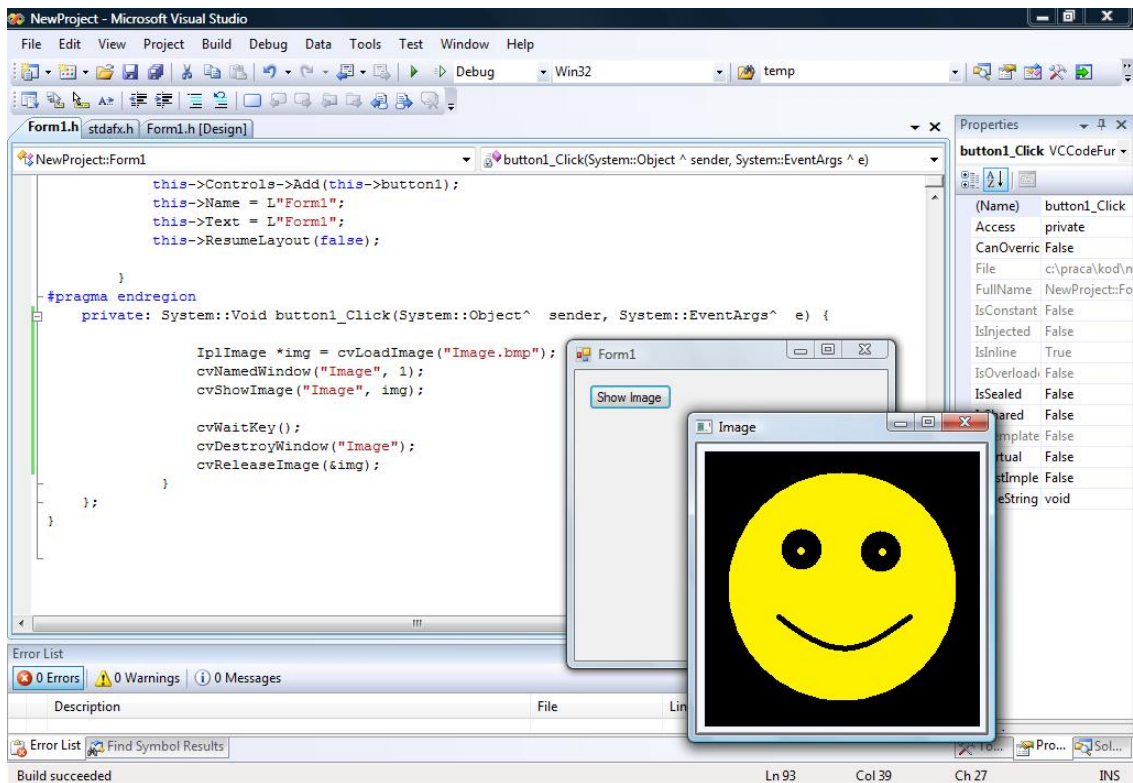 NewProject - Microsoft Visual Studio
File Edit View Project Build Debug Data Tools Test Window Help
Debug Win32 temp
Form1.h stdafx.h Form1.h [Design]
NewProject::Form1 button1_Click(System::Object ^ sender, System::EventArgs ^ e)
this->Controls->Add(this->button1);
this->Name = L"Form1";
this->Text = L"Form1";
this->ResumeLayout(false);
}
#pragma endregion
private: System::Void button1_Click(System::Object^ sender, System::EventArgs^ e) {
IplImage *img = cvLoadImage("Image.bmp");
cvNamedWindow("Image", 1);
cvShowImage("Image", img);
cvWaitKey();
cvDestroyWindow("Image");
cvReleaseImage(&img);
}
};
}
Form1
Show Image
Image
Properties
button1_Click VCCodeFur
(Name) button1_Click
Access private
CanOverric False
File c:\praca\kod\n
FullName NewProject::Fo
IsConstant False
IsInjected False
IsInline True
IsOverload False
IsSealed False
False
False
False
False
void
Error List
0 Errors 0 Warnings 0 Messages
Description File Lin
Error List Find Symbol Results
Pro... Sol...
Build succeeded Ln 93 Col 39 Ch 27 INS